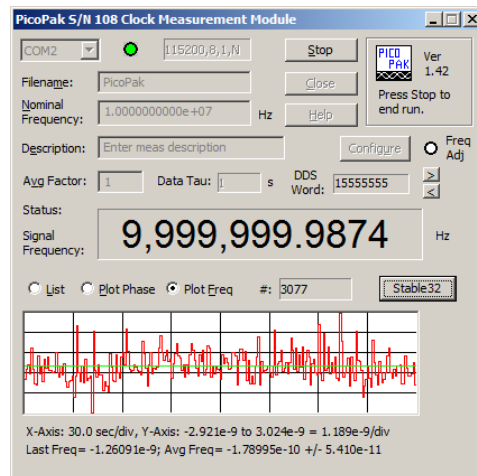 PicoPak S/N 108 Clock Measurement Module
COM2 115200,8,1,N Stop
PICO PAK Ver 1.42
Filename: PicoPak Close
Press Stop to end run.
Nominal Frequency: 1.0000000000e+07 Hz Help
Description: Enter meas description Configure Freq Adj
Avg Factor: 1 Data Tau: 1 s DDS Word: 15555555 > <
Status:
Signal Frequency: 9,999,999.9874 Hz
List Plot Phase Plot Freq #: 3077 Stable32
X-Axis: 30.0 sec/div, Y-Axis: -2.921e-9 to 3.024e-9 = 1.189e-9/div
Last Freq= -1.26091e-9; Avg Freq= -1.78995e-10 +/- 5.410e-11